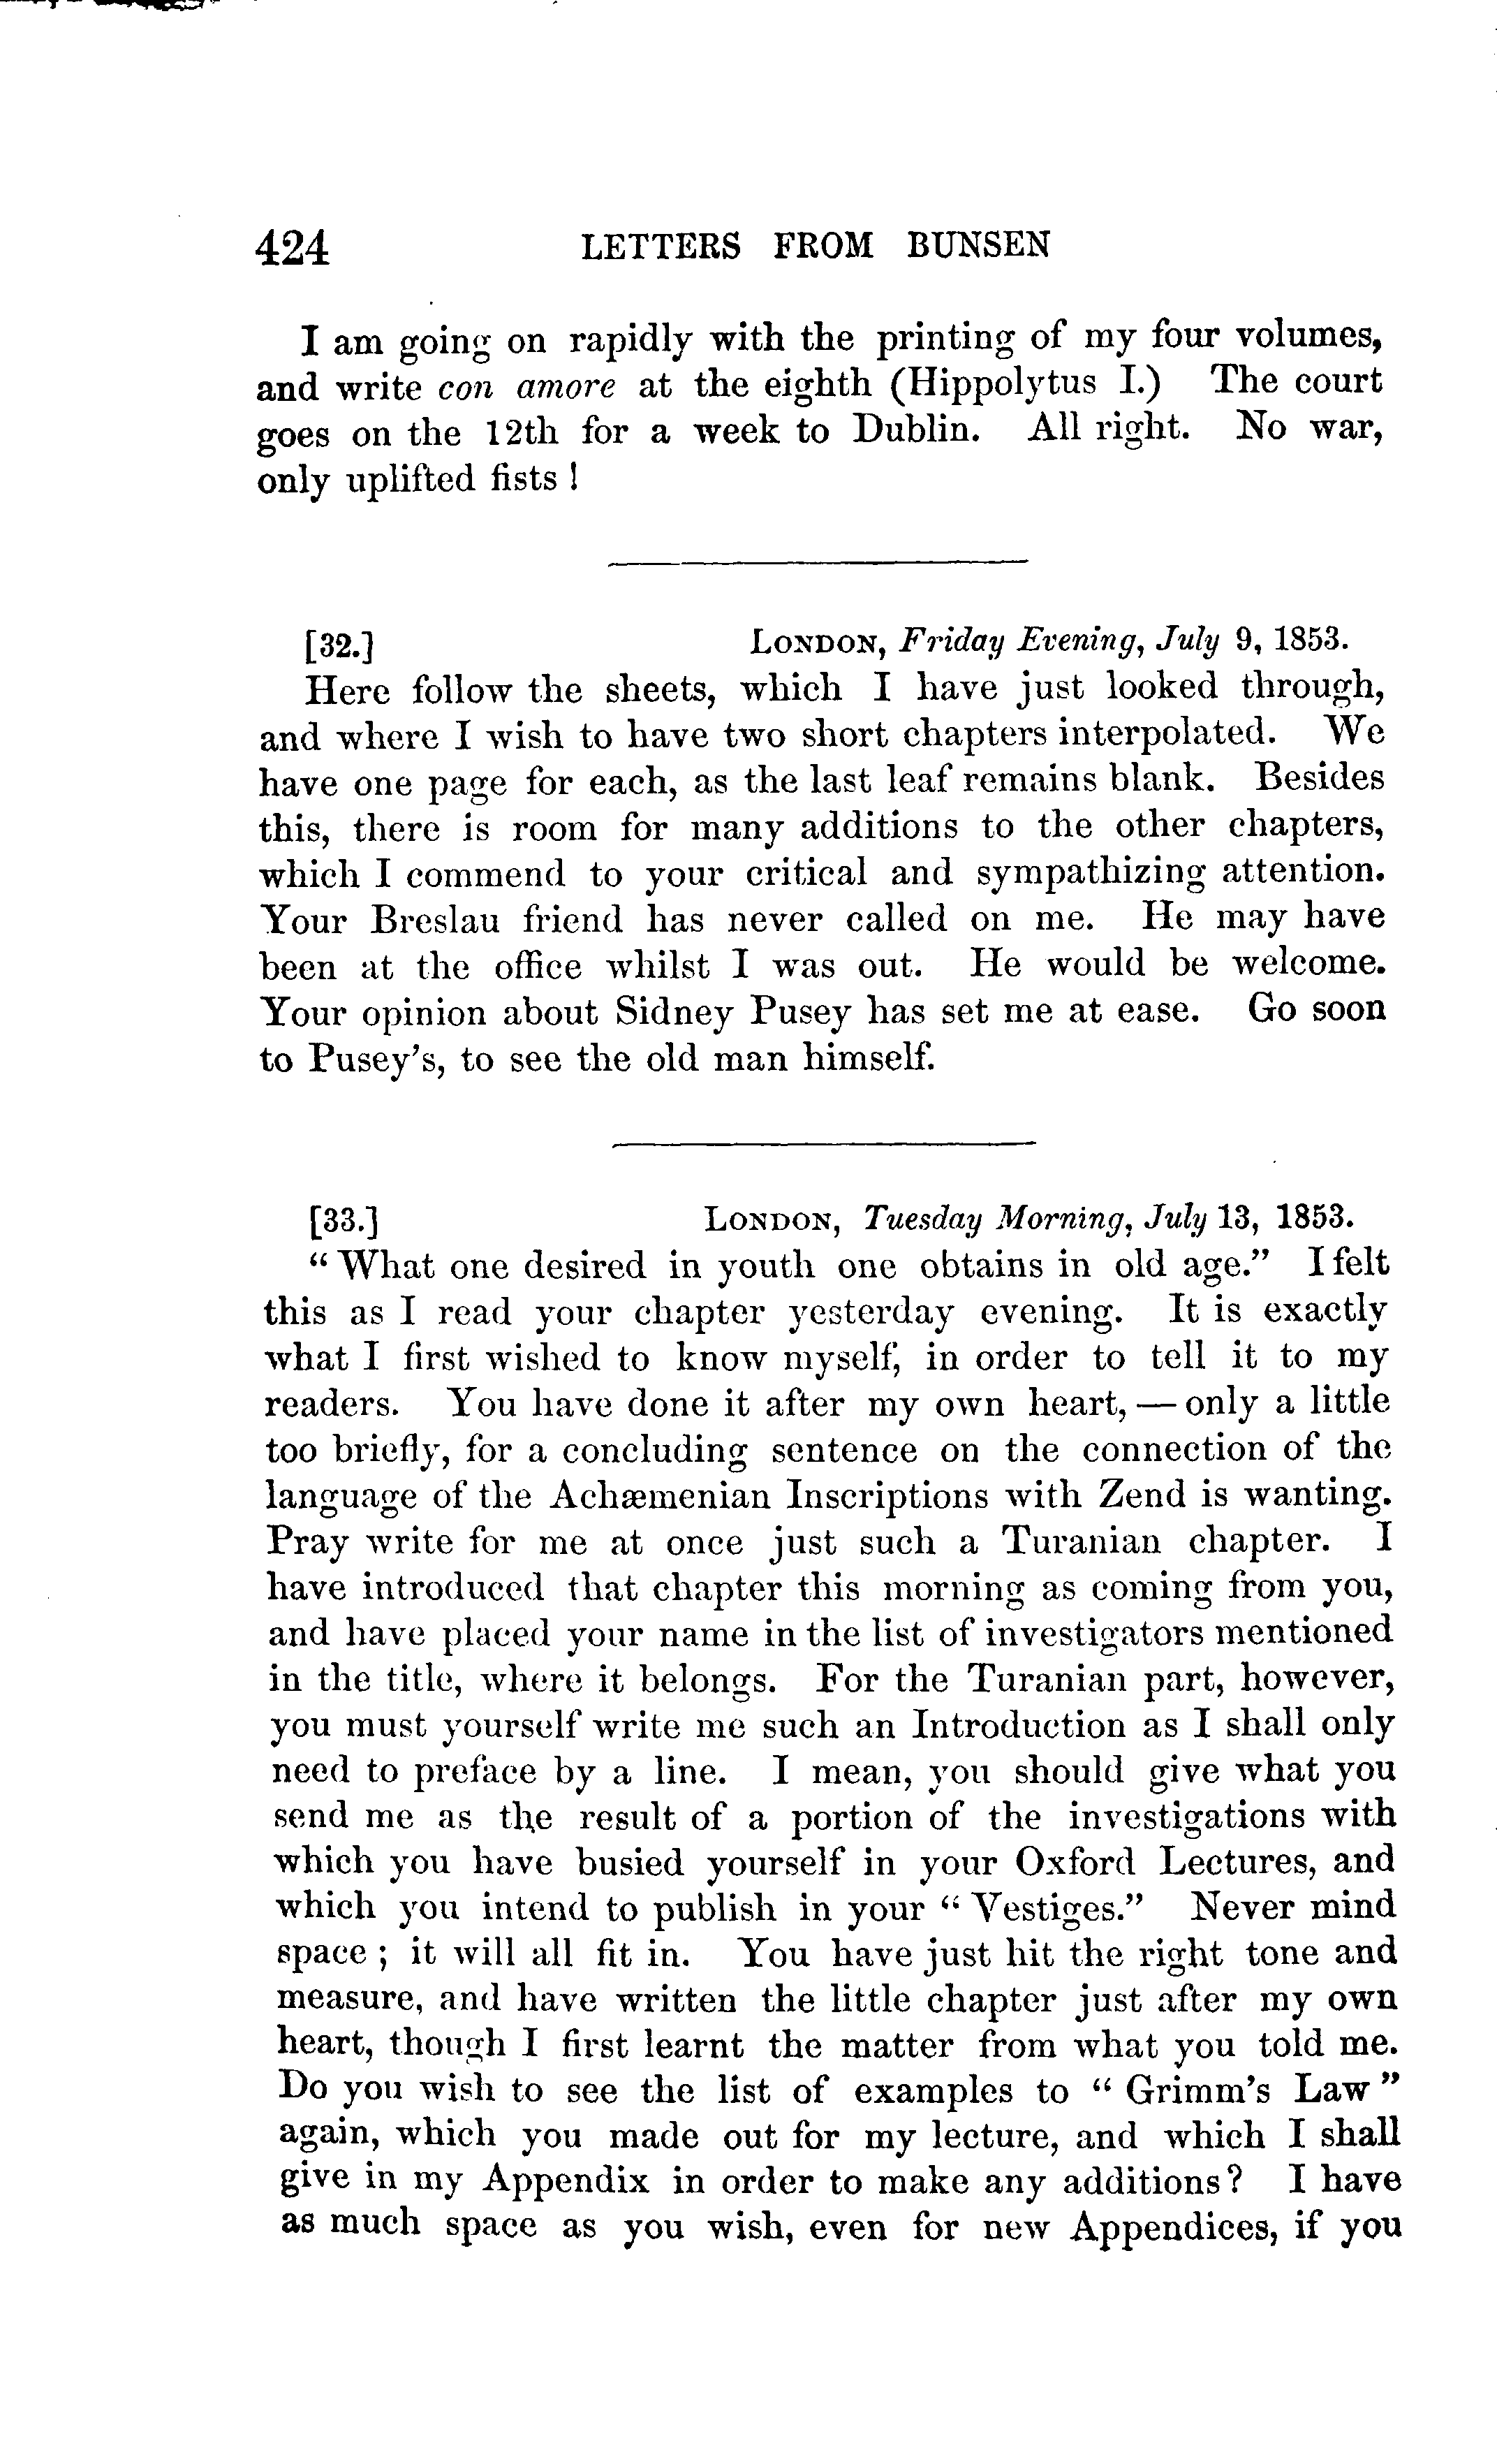 424 LETTERS FROM BUNSEN
I am going on rapidly with the printing of my four volumes,
and write con amore at the eighth (Hippolytus I.) The court
goes on the 12th for a week to Dublin. All right. No war,
only uplifted fists!
[32.] LONDON, Friday Evening, July 9, 1853.
Here follow the sheets, which I have just looked through,
and where I wish to have two short chapters interpolated. We
have one page for each, as the last leaf remains blank. Besides
this, there is room for many additions to the other chapters,
which I commend to your critical and sympathizing attention.
Your Breslau friend has never called on me. He may have
been at the office whilst I was out. He would be welcome.
Your opinion about Sidney Pusey has set me at ease. Go soon
to Pusey's, to see the old man himself.
[33.] LONDON, Tuesday Morning, July 13, 1853.
"What one desired in youth one obtains in old age." I felt
this as I read your chapter yesterday evening. It is exactly
what I first wished to know myself, in order to tell it to my
readers. You have done it after my own heart, — only a little
too briefly, for a concluding sentence on the connection of the
language of the Achæmenian Inscriptions with Zend is wanting.
Pray write for me at once just such a Turanian chapter. I
have introduced that chapter this morning as coming from you,
and have placed your name in the list of investigators mentioned
in the title, where it belongs. For the Turanian part, however,
you must yourself write me such an Introduction as I shall only
need to preface by a line. I mean, you should give what you
send me as the result of a portion of the investigations with
which you have busied yourself in your Oxford Lectures, and
which you intend to publish in your "Vestiges." Never mind
space; it will all fit in. You have just hit the right tone and
measure, and have written the little chapter just after my own
heart, though I first learnt the matter from what you told me.
Do you wish to see the list of examples to "Grimm's Law"
again, which you made out for my lecture, and which I shall
give in my Appendix in order to make any additions? I have
as much space as you wish, even for new Appendices, if you